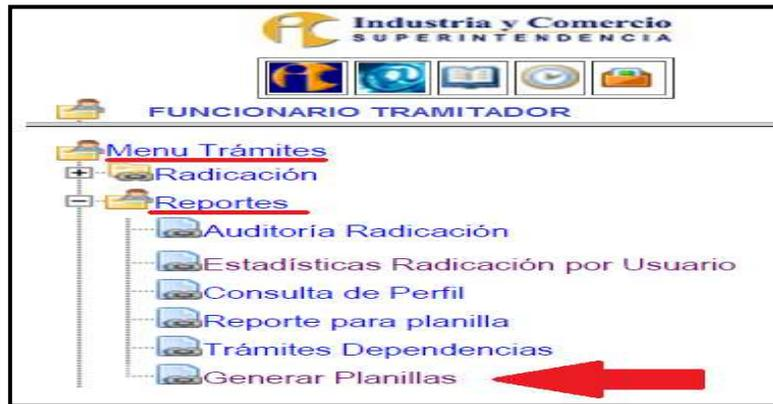 Industria y Comercio
SUPERINTENDENCIA
FUNCIONARIO TRAMITADOR
Menu Trámites
Radicación
Reportes
Auditoría Radicación
Estadísticas Radicación por Usuario
Consulta de Perfil
Reporte para planilla
Trámites Dependencias
Generar Planillas